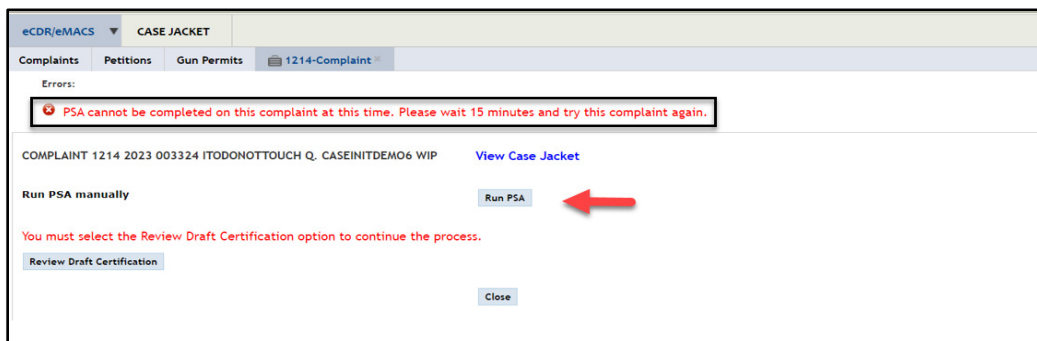 eCDR/eMACS ▼ CASE JACKET
Complaints Petitions Gun Permits 1214-Complaint ×
Errors:
PSA cannot be completed on this complaint at this time. Please wait 15 minutes and try this complaint again.
COMPLAINT 1214 2023 003324 ITODONOTTOUCH Q. CASEINITDEMO6 WIP View Case Jacket
Run PSA manually Run PSA
You must select the Review Draft Certification option to continue the process.
Review Draft Certification
Close